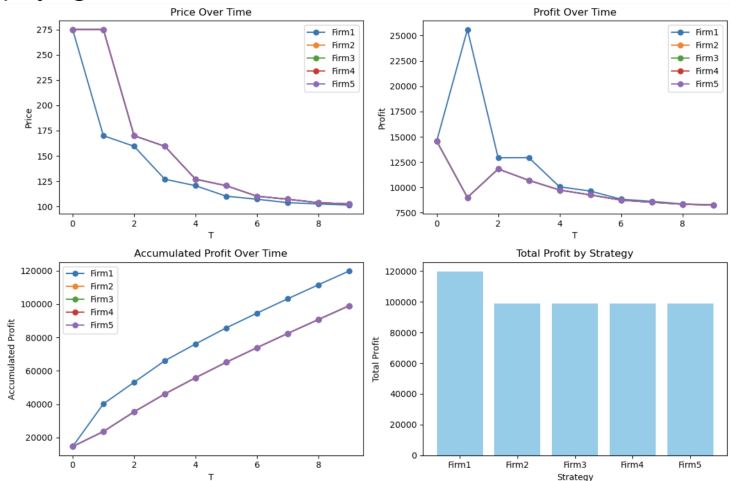 Price Over Time
275
250
225
200
175
150
125
100
Price
0 2 4 6 8
T
Firm1
Firm2
Firm3
Firm4
Firm5
Profit Over Time
25000
22500
20000
17500
15000
12500
10000
7500
Profit
0 2 4 6 8
T
Firm1
Firm2
Firm3
Firm4
Firm5
Accumulated Profit Over Time
120000
100000
80000
60000
40000
20000
Accumulated Profit
0 2 4 6 8
T
Firm1
Firm2
Firm3
Firm4
Firm5
Total Profit by Strategy
120000
100000
80000
60000
40000
20000
0
Total Profit
Firm1 Firm2 Firm3 Firm4 Firm5
Strategy